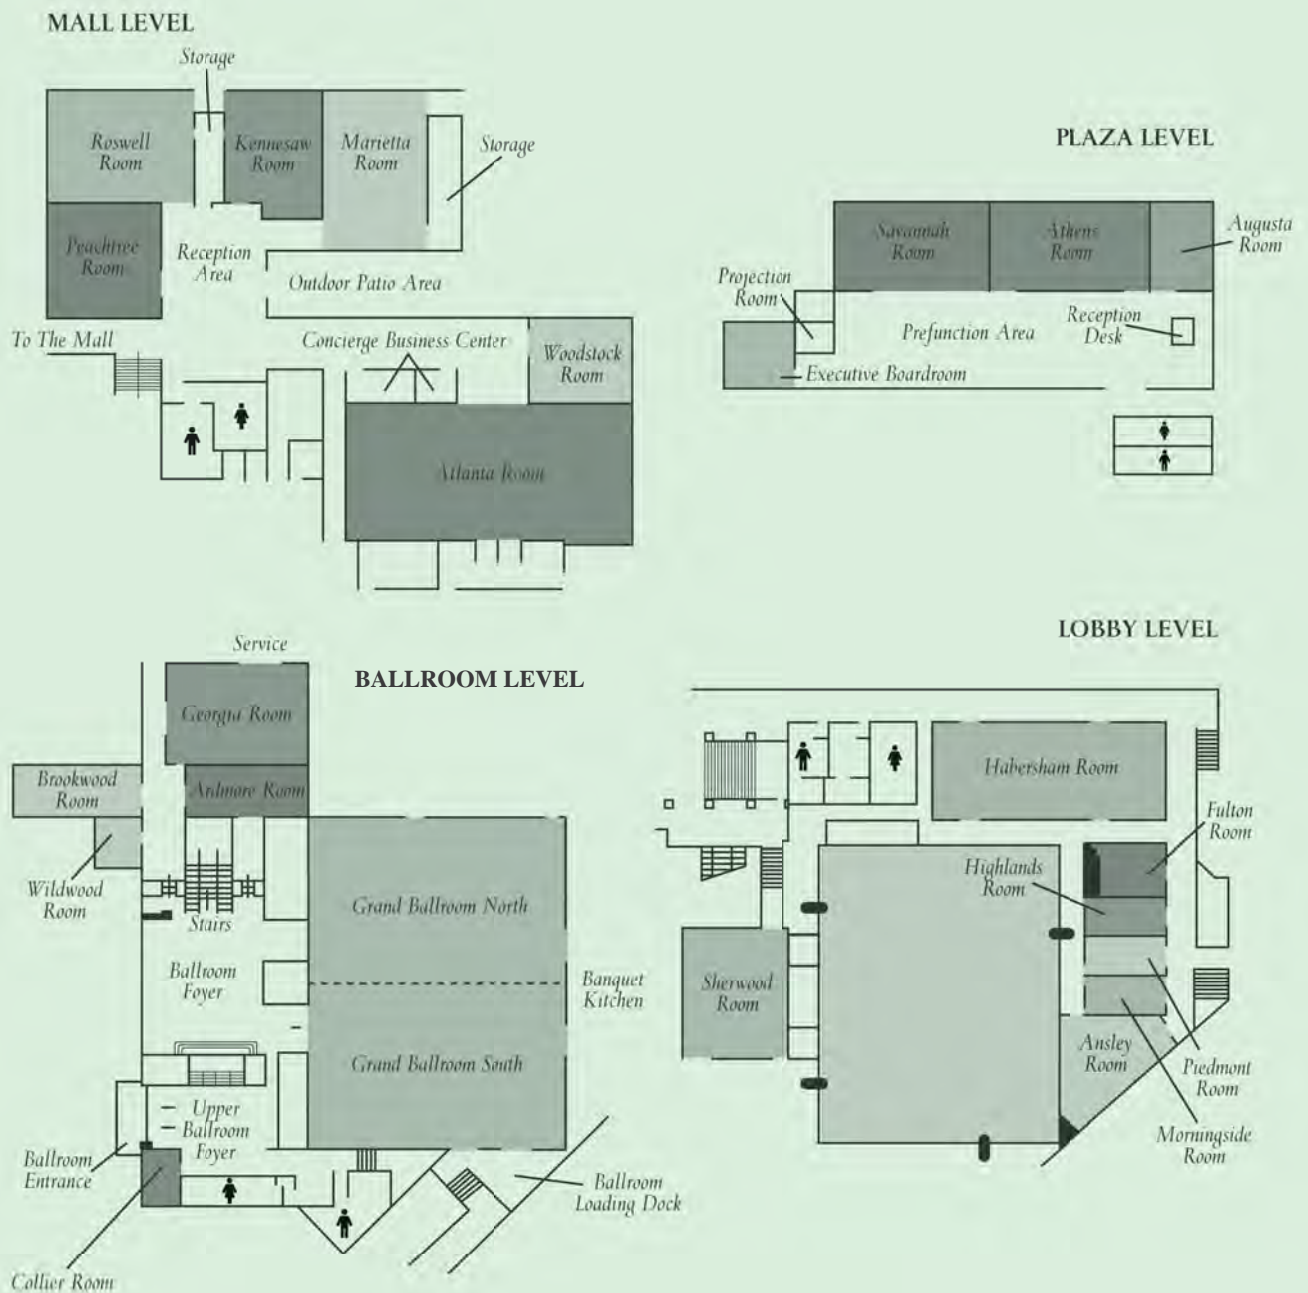 MALL LEVEL
Storage
Roswell
Room
Kennesaw
Room
Marietta
Room
Storage
Peachtree
Room
Reception
Area
Outdoor Patio Area
To The Mall
Concierge Business Center
Woodstock
Room
Atlanta Room
PLAZA LEVEL
Savannah
Room
Athens
Room
Augusta
Room
Projection
Room
Prefunction Area
Reception
Desk
Executive Boardroom
BALLROOM LEVEL
Service
Georgia Room
Brookwood
Room
Ardmore Room
Wildwood
Room
Stairs
Grand Ballroom North
Ballroom
Foyer
Banquet
Kitchen
Grand Ballroom South
Upper
Ballroom
Foyer
Ballroom
Entrance
Ballroom
Loading Dock
Collier Room
LOBBY LEVEL
Habersham Room
Fulton
Room
Highlands
Room
Sherwood
Room
Ansley
Room
Piedmont
Room
Morningside
Room